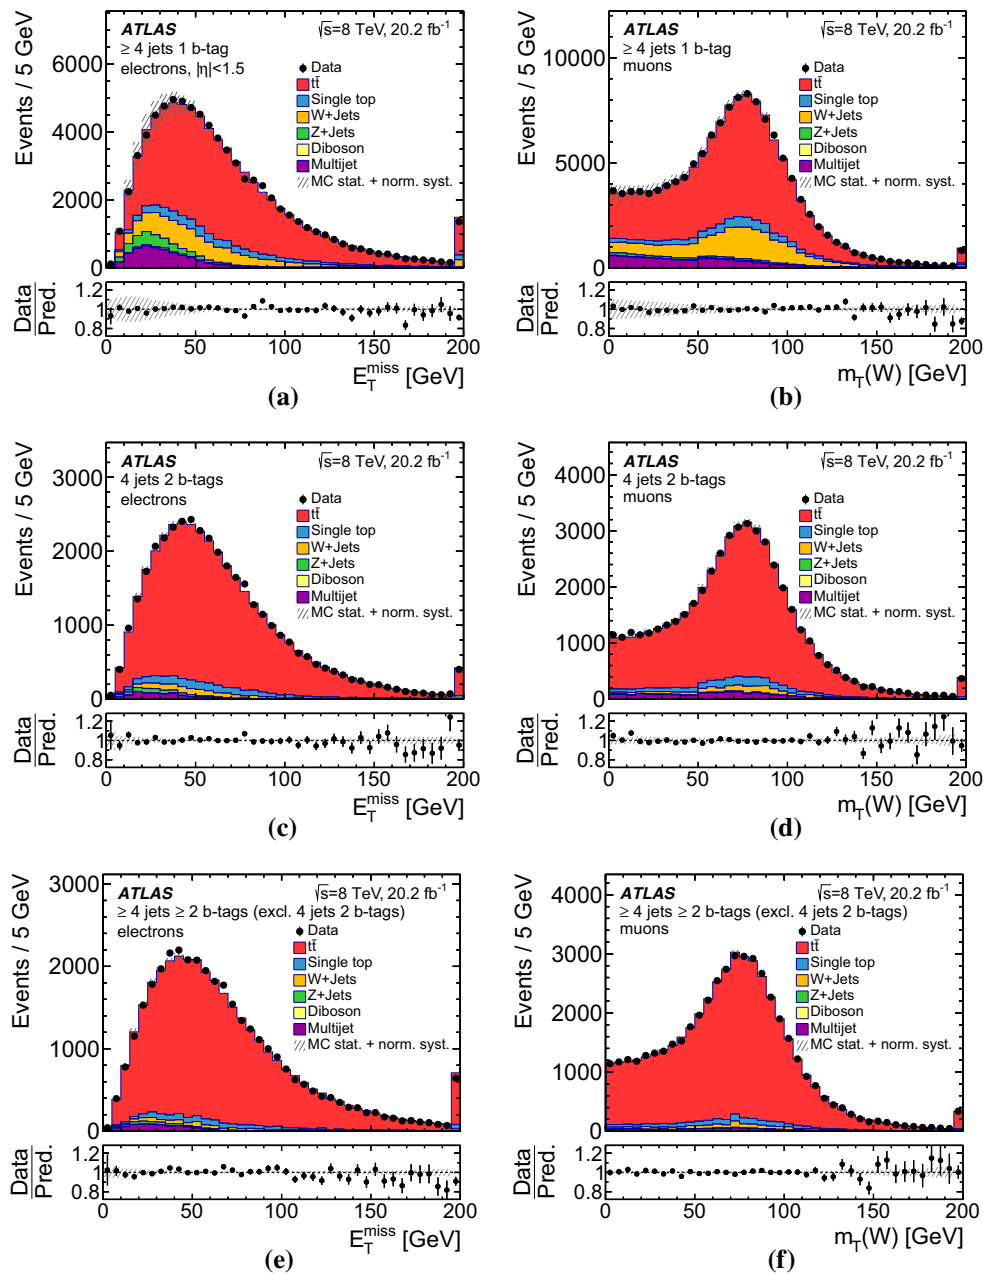 Events / 5 GeV
6000
4000
2000
0
ATLAS
√s=8 TeV, 20.2 fb⁻¹
≥ 4 jets 1 b-tag
electrons, |η|<1.5
Data
tt̄
Single top
W+Jets
Z+Jets
Diboson
Multijet
MC stat. + norm. syst.
Data
Pred.
1.2
1
0.8
0 50 100 150 200
E_T^miss [GeV]
(a)
Events / 5 GeV
10000
5000
0
ATLAS
√s=8 TeV, 20.2 fb⁻¹
≥ 4 jets 1 b-tag
muons
Data
tt̄
Single top
W+Jets
Z+Jets
Diboson
Multijet
MC stat. + norm. syst.
Data
Pred.
1.2
1
0.8
0 50 100 150 200
m_T(W) [GeV]
(b)
Events / 5 GeV
3000
2000
1000
0
ATLAS
√s=8 TeV, 20.2 fb⁻¹
4 jets 2 b-tags
electrons
Data
tt̄
Single top
W+Jets
Z+Jets
Diboson
Multijet
MC stat. + norm. syst.
Data
Pred.
1.2
1
0.8
0 50 100 150 200
E_T^miss [GeV]
(c)
Events / 5 GeV
4000
3000
2000
1000
0
ATLAS
√s=8 TeV, 20.2 fb⁻¹
4 jets 2 b-tags
muons
Data
tt̄
Single top
W+Jets
Z+Jets
Diboson
Multijet
MC stat. + norm. syst.
Data
Pred.
1.2
1
0.8
0 50 100 150 200
m_T(W) [GeV]
(d)
Events / 5 GeV
3000
2000
1000
0
ATLAS
√s=8 TeV, 20.2 fb⁻¹
≥ 4 jets ≥ 2 b-tags (excl. 4 jets 2 b-tags)
electrons
Data
tt̄
Single top
W+Jets
Z+Jets
Diboson
Multijet
MC stat. + norm. syst.
Data
Pred.
1.2
1
0.8
0 50 100 150 200
E_T^miss [GeV]
(e)
Events / 5 GeV
4000
3000
2000
1000
0
ATLAS
√s=8 TeV, 20.2 fb⁻¹
≥ 4 jets ≥ 2 b-tags (excl. 4 jets 2 b-tags)
muons
Data
tt̄
Single top
W+Jets
Z+Jets
Diboson
Multijet
MC stat. + norm. syst.
Data
Pred.
1.2
1
0.8
0 50 100 150 200
m_T(W) [GeV]
(f)